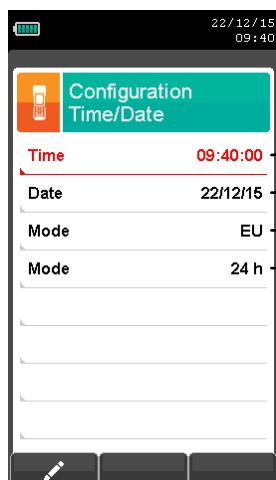 22/12/15
09:40
Configuration
Time/Date
Time 09:40:00
Date 22/12/15
Mode EU
Mode 24 h